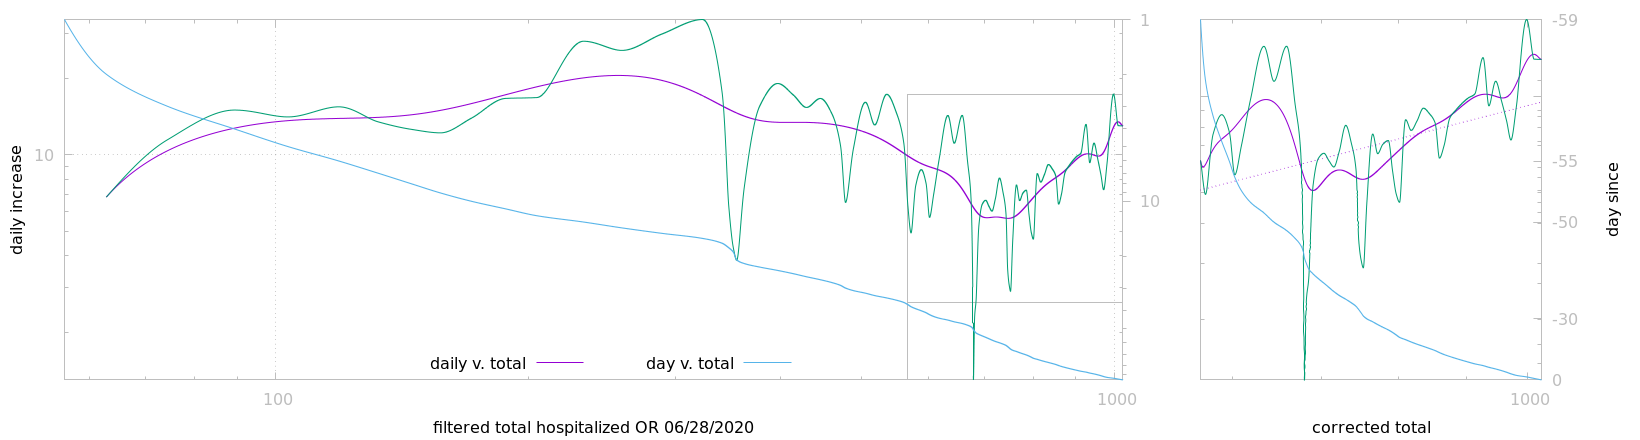 1
-59
10
-55
10
-50
-30
daily v. total
day v. total
0
100
1000
1000
filtered total hospitalized OR 06/28/2020
corrected total
daily increase
day since